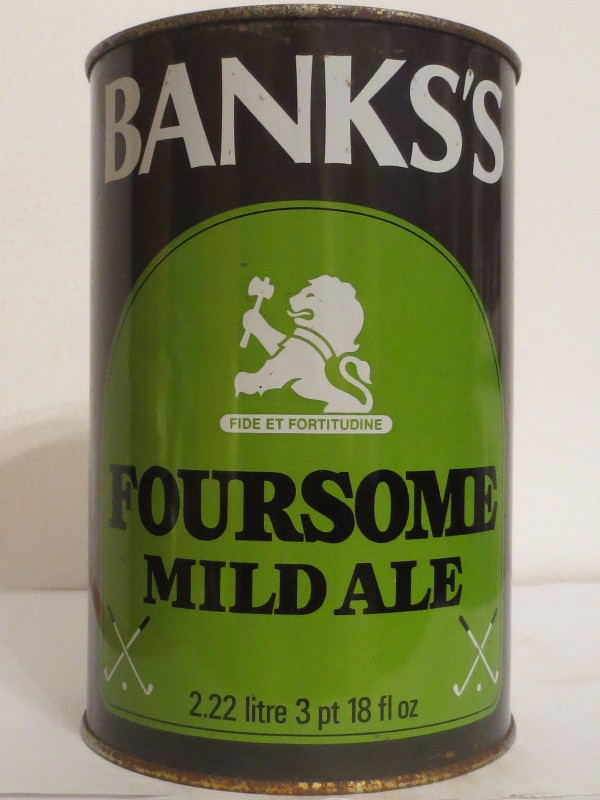 BANKS'S
FIDE ET FORTITUDINE
FOURSOME
MILD ALE
2.22 litre 3 pt 18 fl oz